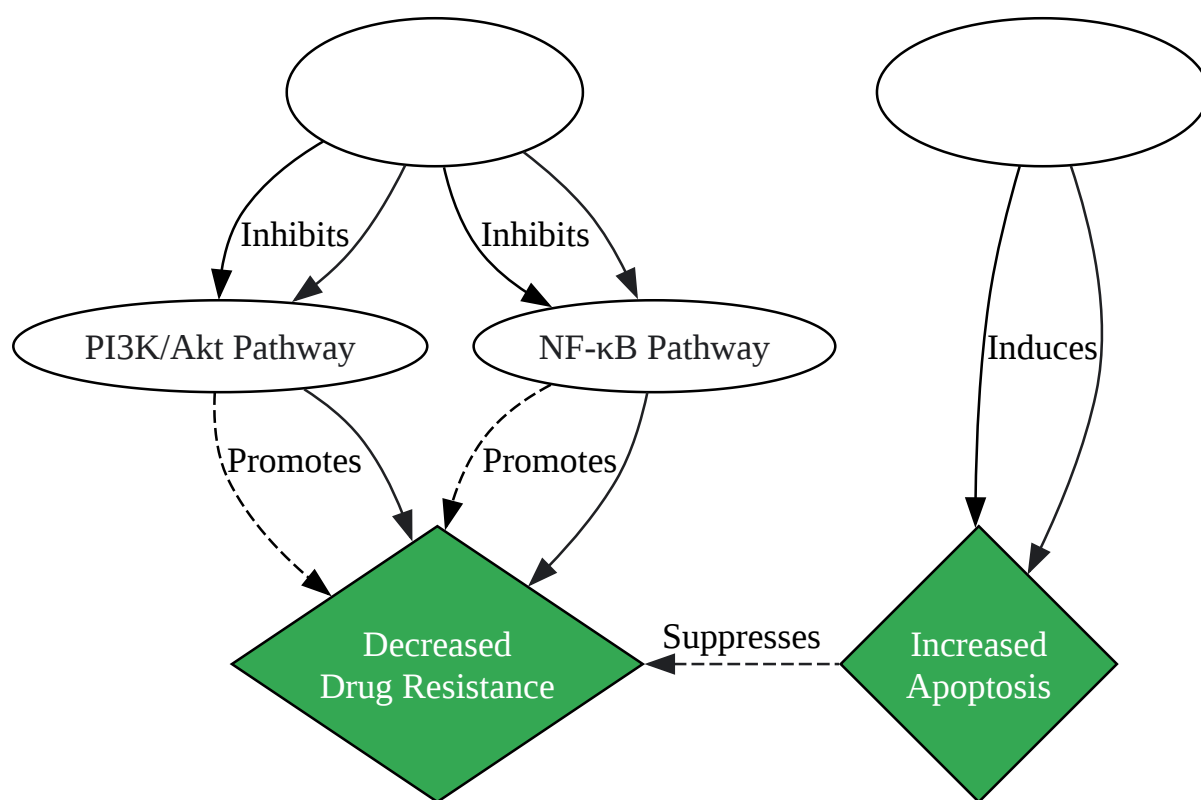 Inhibits
Inhibits
PI3K/Akt Pathway
NF-κB Pathway
Induces
Promotes
Promotes
Suppresses
Decreased
Drug Resistance
Increased
Apoptosis